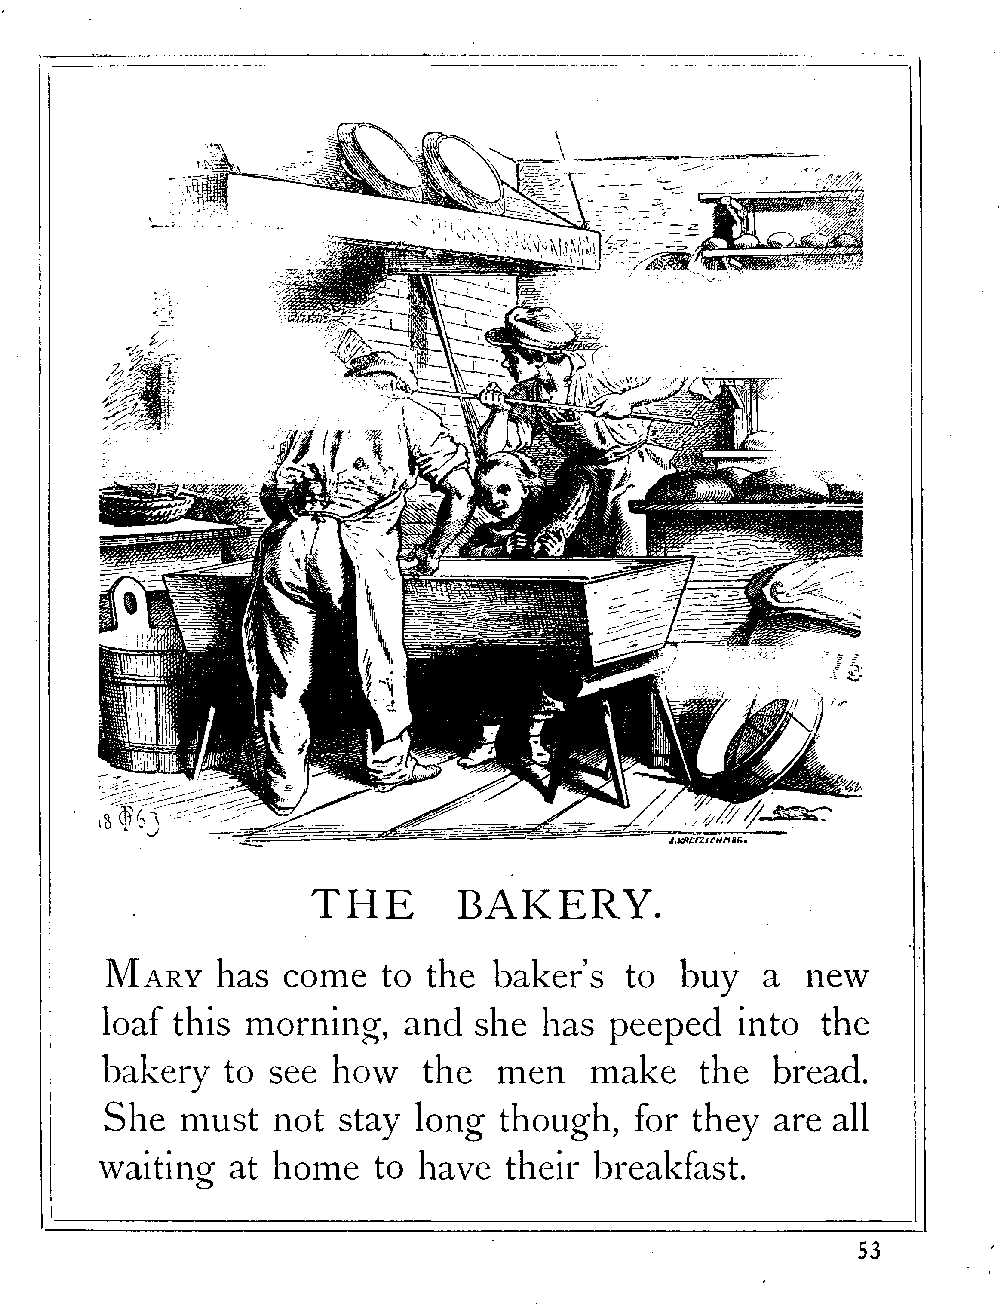 18 63
THE BAKERY.
MARY has come to the baker's to buy a new
loaf this morning, and she has peeped into the
bakery to see how the men make the bread.
She must not stay long though, for they are all
waiting at home to have their breakfast.
53